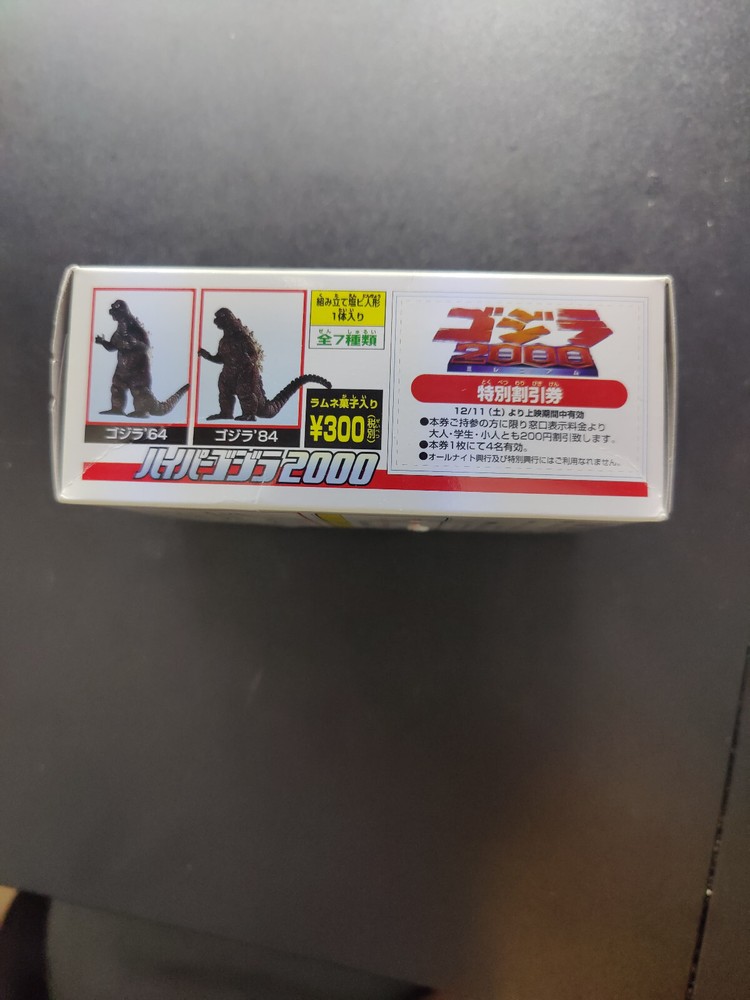 ゴジラ'64
ゴジラ'84
組み立て塩ビ人形
1体入り
全7種類
ラムネ菓子入り
¥300(税別)
ハイパーゴジラ2000
ゴジラ
2000
ミレニアム
特別割引券
12/11(土)より上映期間中有効
●本券ご持参の方に限り窓口表示料金より
大人・学生・小人とも200円割引致します。
●本券1枚にて4名有効。
●オールナイト興行及び特別興行にはご利用なれません。